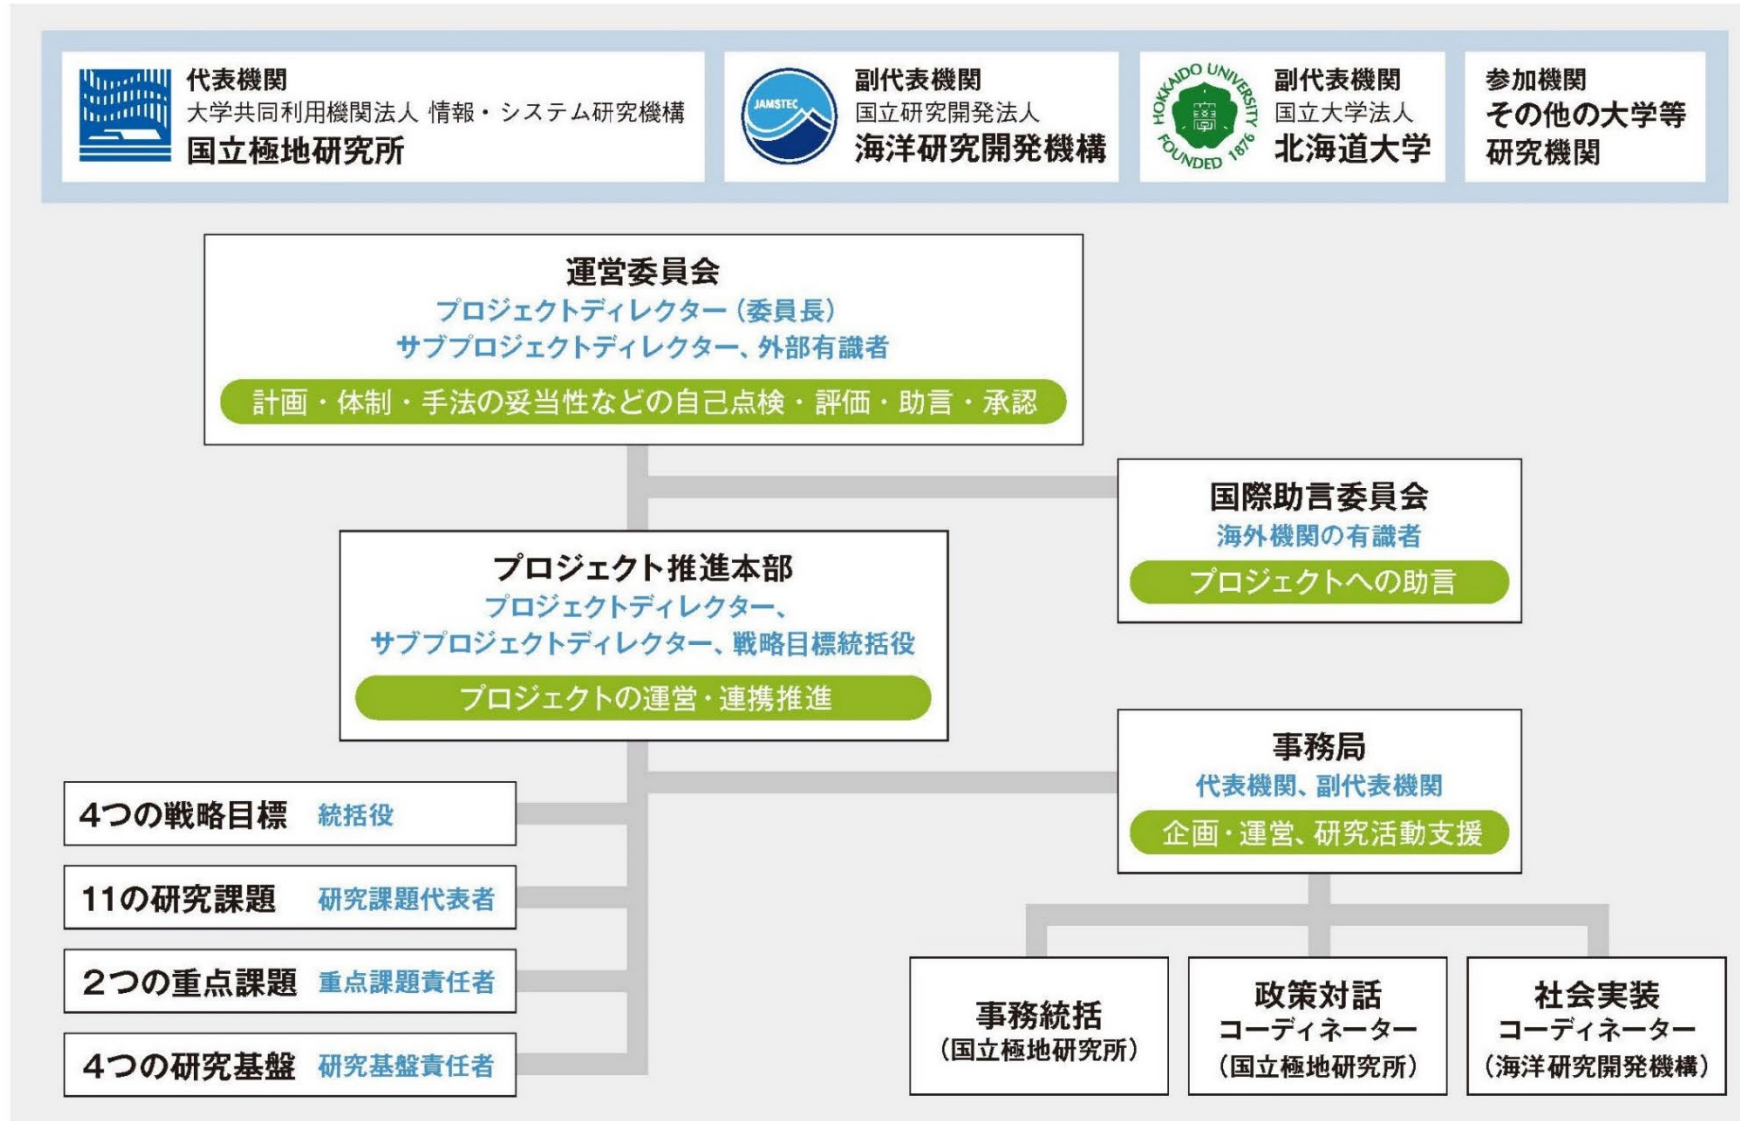 代表機関
大学共同利用機関法人 情報・システム研究機構
国立極地研究所
JAMSTEC
副代表機関
国立研究開発法人
海洋研究開発機構
HOKKAIDO UNIVERSITY
FOUNDED 1876
副代表機関
国立大学法人
北海道大学
参加機関
その他の大学等
研究機関
運営委員会
プロジェクトディレクター（委員長）
サブプロジェクトディレクター、外部有識者
計画・体制・手法の妥当性などの自己点検・評価・助言・承認
国際助言委員会
海外機関の有識者
プロジェクトへの助言
プロジェクト推進本部
プロジェクトディレクター、
サブプロジェクトディレクター、戦略目標統括役
プロジェクトの運営・連携推進
事務局
代表機関、副代表機関
企画・運営、研究活動支援
4つの戦略目標 統括役
11の研究課題 研究課題代表者
2つの重点課題 重点課題責任者
4つの研究基盤 研究基盤責任者
事務統括
（国立極地研究所）
政策対話
コーディネーター
（国立極地研究所）
社会実装
コーディネーター
（海洋研究開発機構）